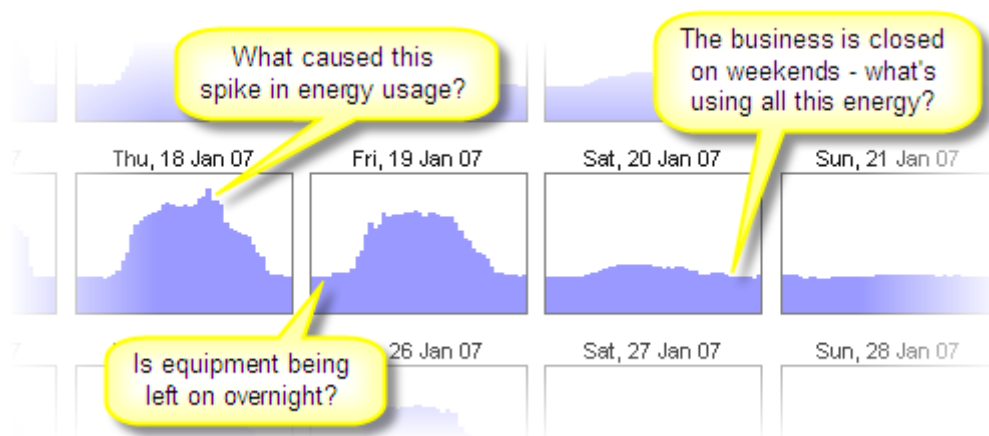 What caused this
spike in energy usage?
The business is closed
on weekends - what's
using all this energy?
Thu, 18 Jan 07
Fri, 19 Jan 07
Sat, 20 Jan 07
Sun, 21 Jan 07
Is equipment being
left on overnight?
26 Jan 07
Sat, 27 Jan 07
Sun, 28 Jan 07